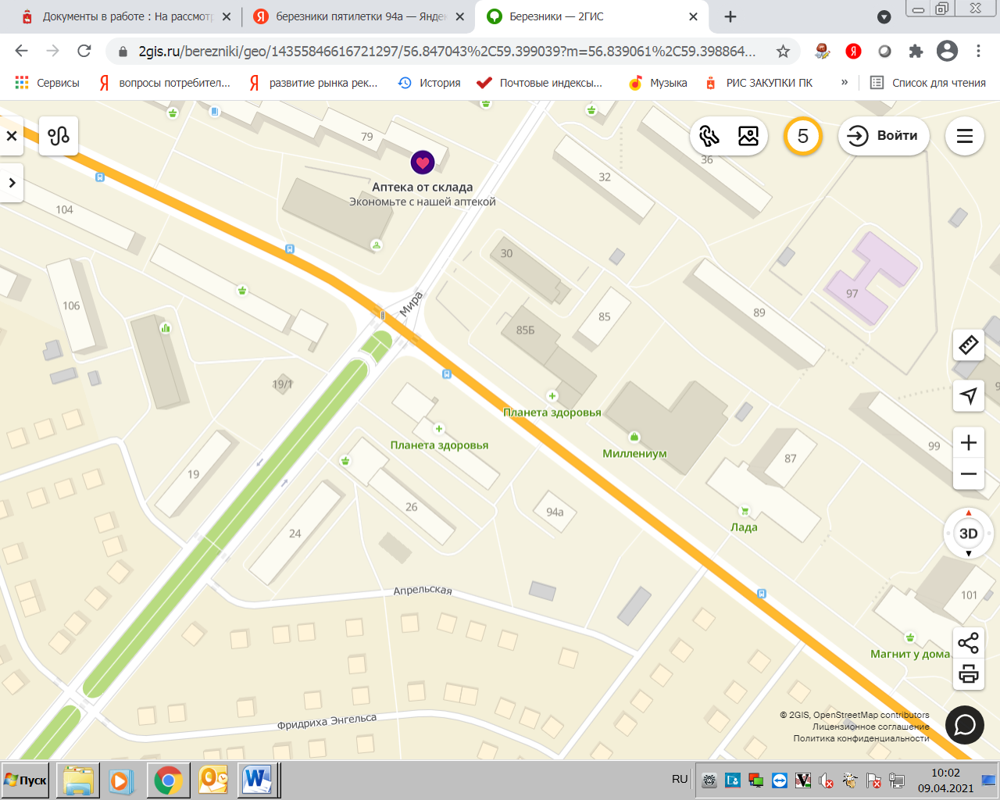 Документы в работе : На рассмотр
березники пятилетки 94а — Яндек
Березники — 2ГИС
2gis.ru/berezniki/geo/14355846616721297/56.847043%2C59.399039?m=56.839061%2C59.398864...
Сервисы
вопросы потребител...
развитие рынка рек...
История
Почтовые индексы...
Музыка
РИС ЗАКУПКИ ПК
»
Список для чтения
79
5
Войти
36
32
Аптека от склада
Экономьте с нашей аптекой
104
30
97
106
Мира
89
85
85Б
19/1
Планета здоровья
Планета здоровья
Миллениум
99
87
19
26
94а
24
Лада
3D
Апрельская
101
Магнит у дома
Фридриха Энгельса
© 2GIS, OpenStreetMap contributors
Лицензионное соглашение
Политика конфиденциальности
Пуск
RU
10:02
09.04.2021